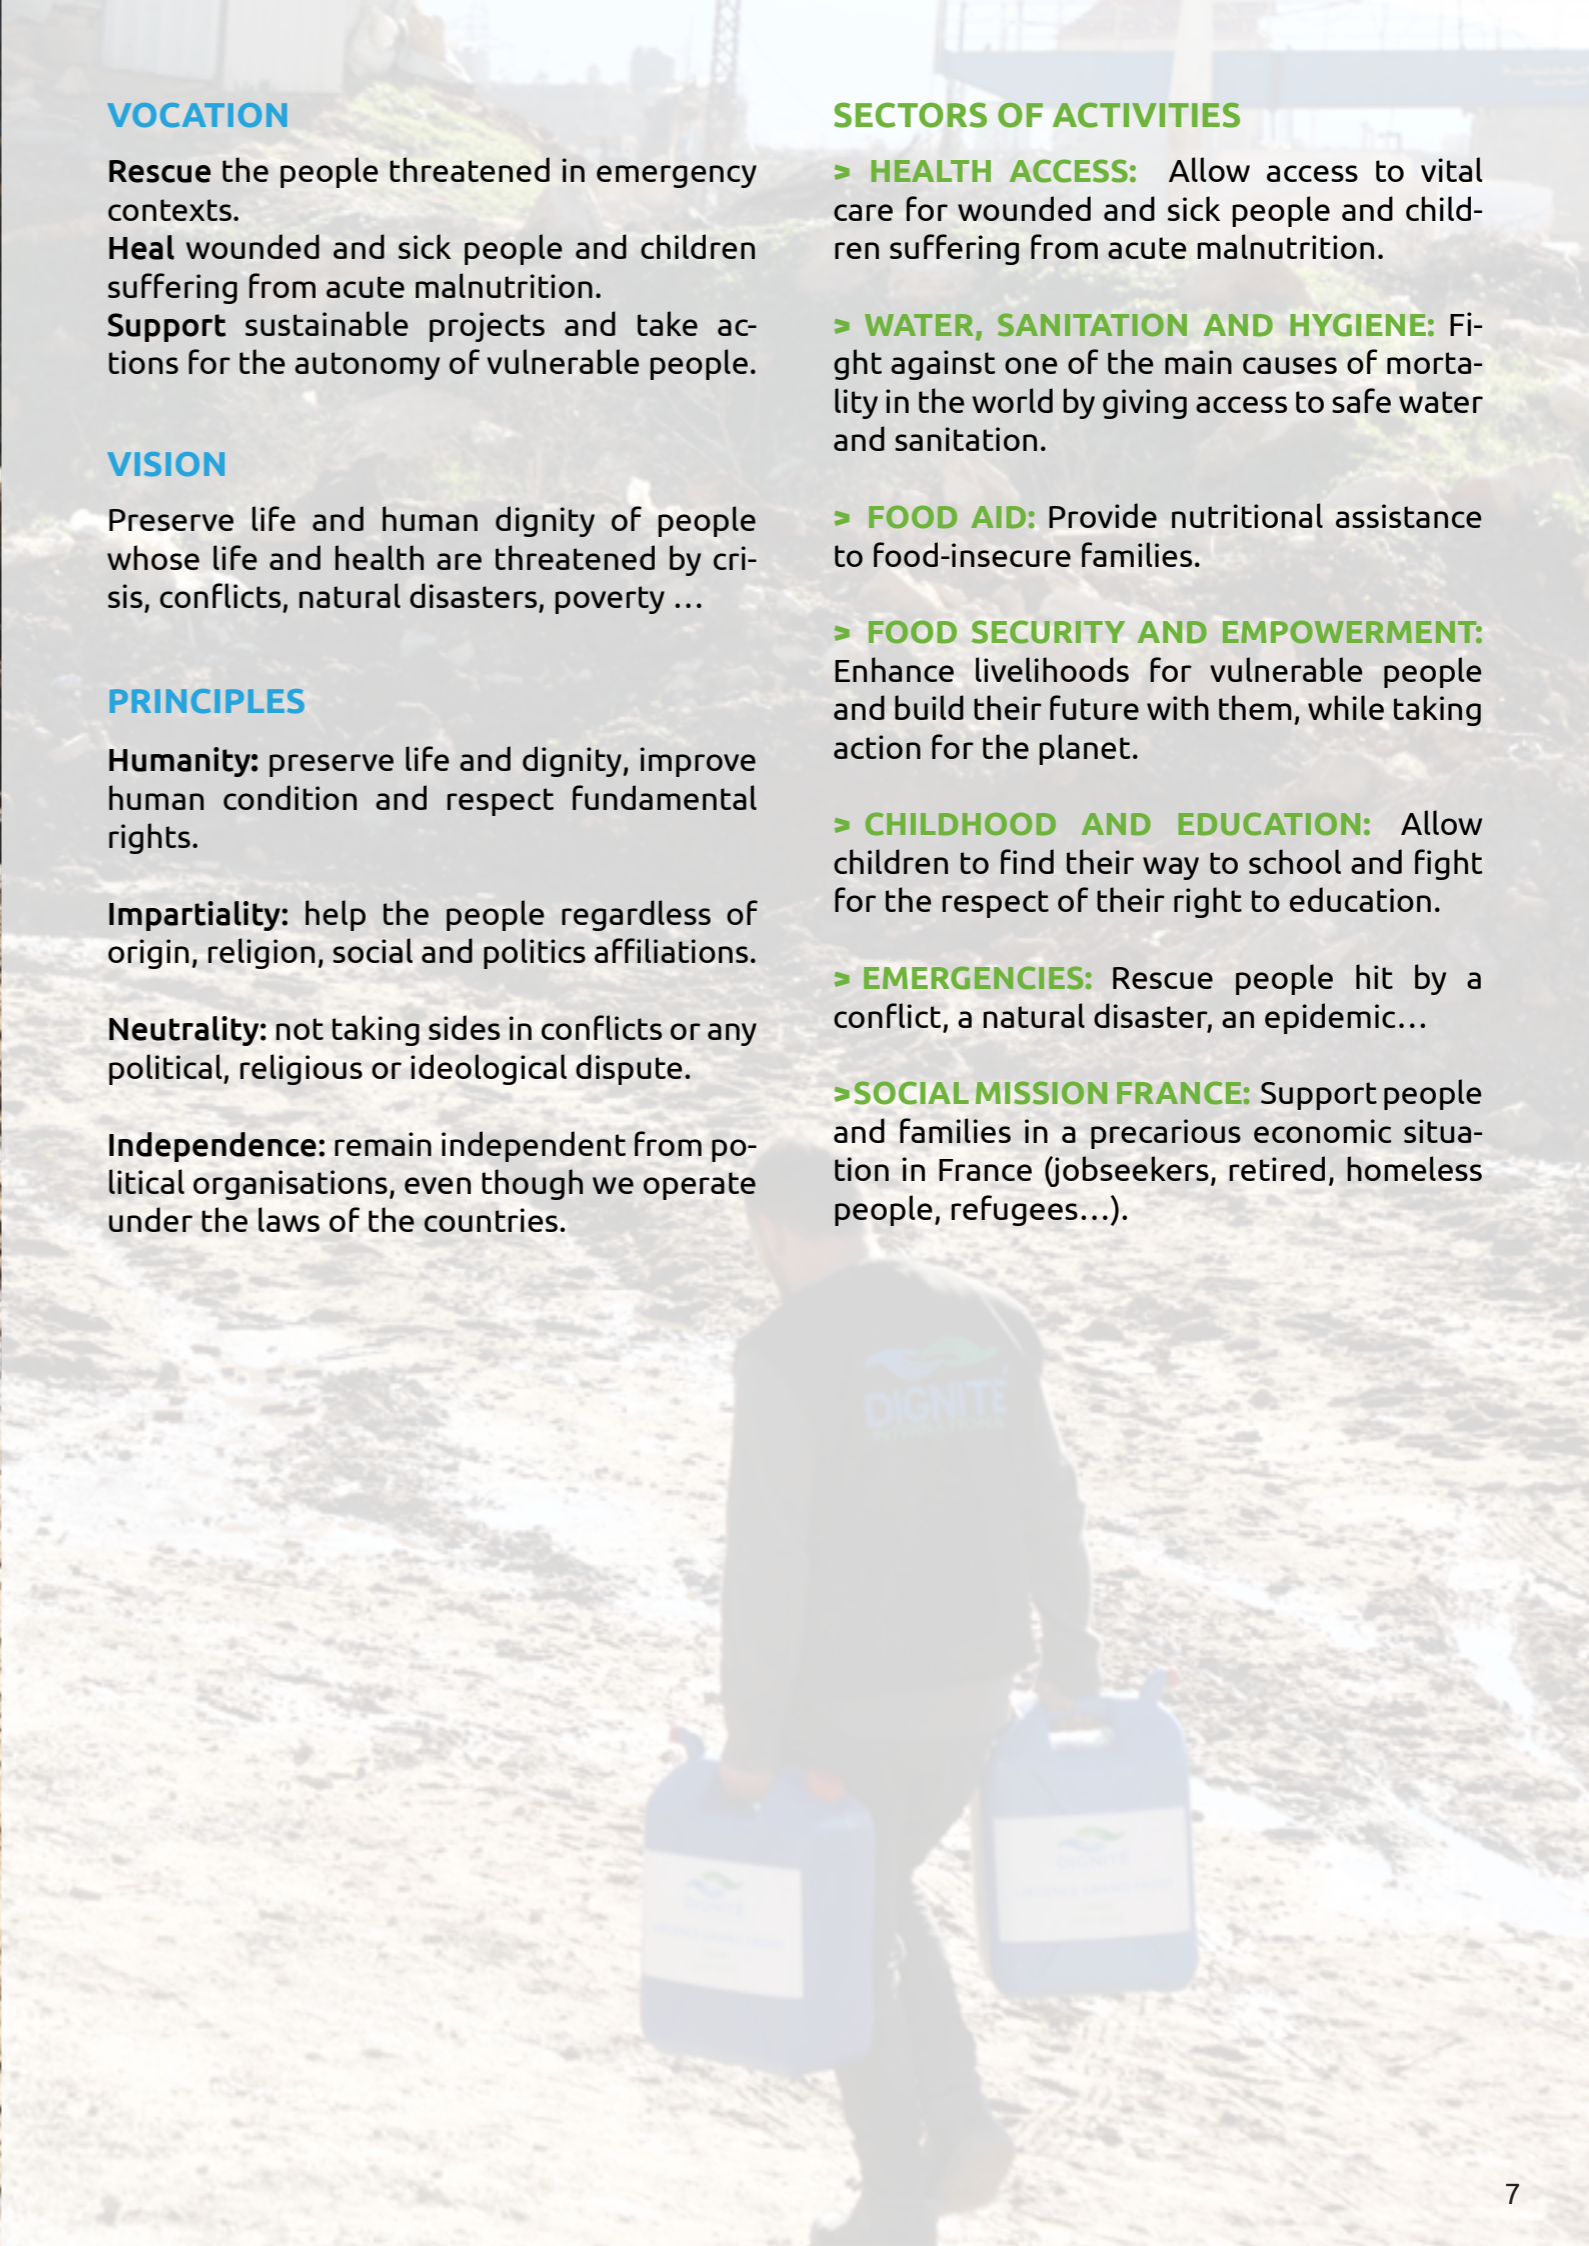 VOCATION
Rescue the people threatened in emergency
contexts.
Heal wounded and sick people and children
suffering from acute malnutrition.
Support sustainable projects and take ac-
tions for the autonomy of vulnerable people.
VISION
Preserve life and human dignity of people
whose life and health are threatened by cri-
sis, conflicts, natural disasters, poverty …
PRINCIPLES
Humanity: preserve life and dignity, improve
human condition and respect fundamental
rights.
Impartiality: help the people regardless of
origin, religion, social and politics affiliations.
Neutrality: not taking sides in conflicts or any
political, religious or ideological dispute.
Independence: remain independent from po-
litical organisations, even though we operate
under the laws of the countries.
SECTORS OF ACTIVITIES
> HEALTH ACCESS: Allow access to vital
care for wounded and sick people and child-
ren suffering from acute malnutrition.
> WATER, SANITATION AND HYGIENE: Fi-
ght against one of the main causes of morta-
lity in the world by giving access to safe water
and sanitation.
> FOOD AID: Provide nutritional assistance
to food-insecure families.
> FOOD SECURITY AND EMPOWERMENT:
Enhance livelihoods for vulnerable people
and build their future with them, while taking
action for the planet.
> CHILDHOOD AND EDUCATION: Allow
children to find their way to school and fight
for the respect of their right to education.
> EMERGENCIES: Rescue people hit by a
conflict, a natural disaster, an epidemic…
>SOCIAL MISSION FRANCE: Support people
and families in a precarious economic situa-
tion in France (jobseekers, retired, homeless
people, refugees…).
DIGNITÉ
7